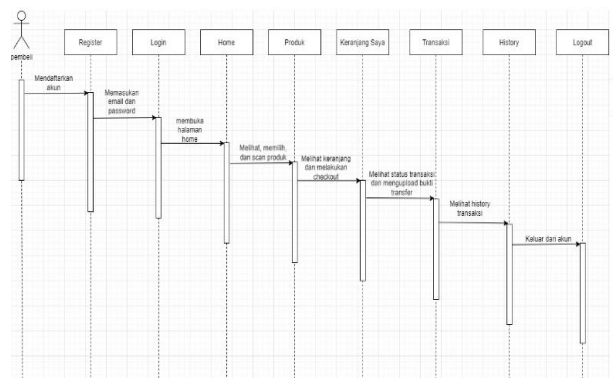 Register
Login
Home
Produk
Keranjang Saya
Transaksi
History
Logout
pembeli
Mendaftarkan
akun
Memasukan
email dan
password
membuka
halaman
home
Melihat, memilih,
dan scan produk
Melihat keranjang
dan melakukan
checkout
Melihat status transaksi
dan mengupload bukti
transfer
Melihat history
transaksi
Keluar dari akun